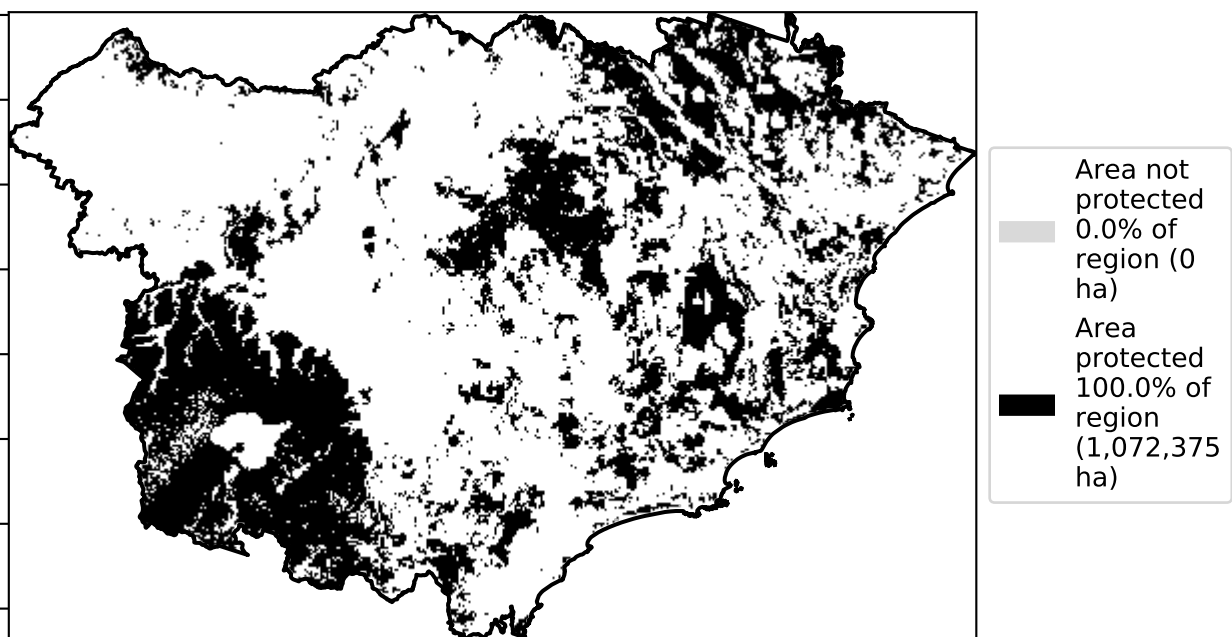 Area not
protected
0.0% of
region (0
ha)
Area
protected
100.0% of
region
(1,072,375
ha)